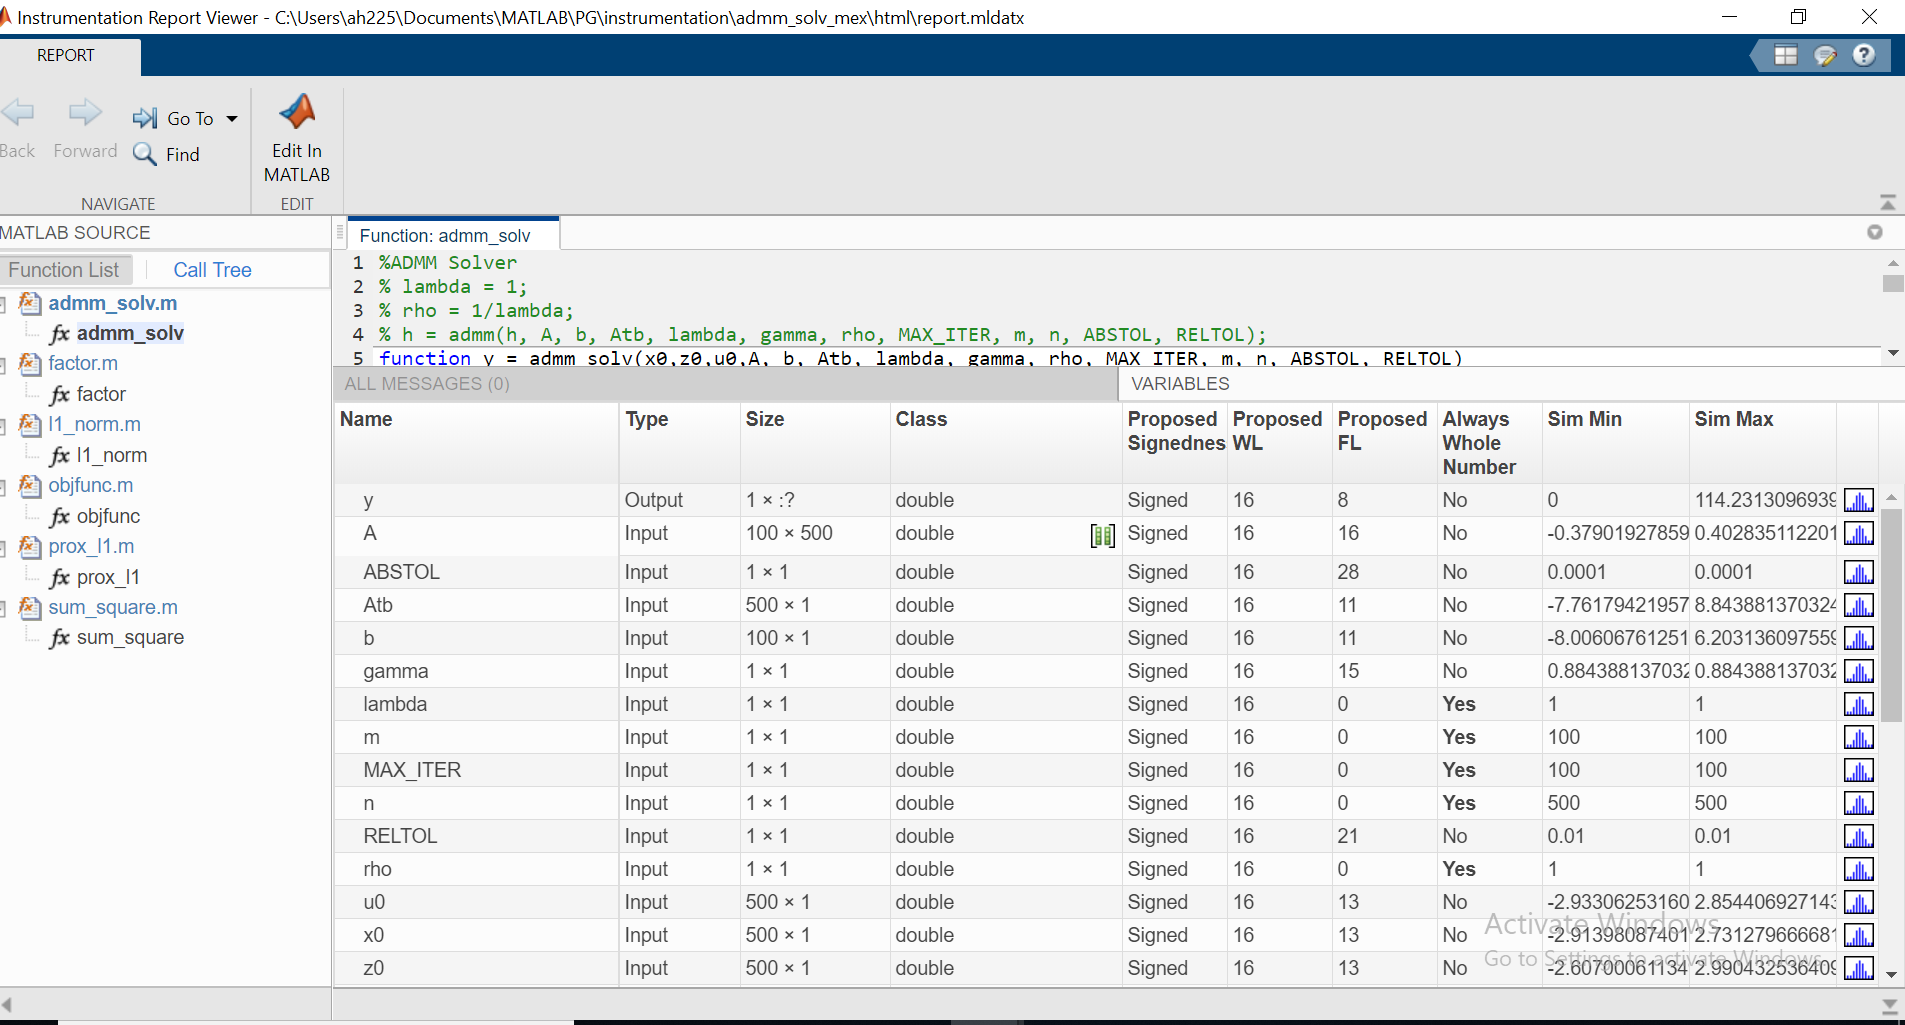 Instrumentation Report Viewer - C:\Users\ah225\Documents\MATLAB\PG\instrumentation\admm_solv_mex\html\report.mldatx
REPORT
Back Forward Go To Find
Edit In
MATLAB
NAVIGATE EDIT
MATLAB SOURCE
Function List Call Tree
admm_solv.m
fx admm_solv
factor.m
fx factor
l1_norm.m
fx l1_norm
objfunc.m
fx objfunc
prox_l1.m
fx prox_l1
sum_square.m
fx sum_square
Function: admm_solv
1 %ADMM Solver
2 % lambda = 1;
3 % rho = 1/lambda;
4 % h = admm(h, A, b, Atb, lambda, gamma, rho, MAX_ITER, m, n, ABSTOL, RELTOL);
5 function y = admm_solv(x0,z0,u0,A, b, Atb, lambda, gamma, rho, MAX_ITER, m, n, ABSTOL, RELTOL)
ALL MESSAGES (0) VARIABLES
Name Type Size Class Proposed Signednes Proposed WL Proposed FL Always Whole Number Sim Min Sim Max
y Output 1 × :? double Signed 16 8 No 0 114.2313096939
A Input 100 × 500 double Signed 16 16 No -0.37901927859 0.402835112201
ABSTOL Input 1 × 1 double Signed 16 28 No 0.0001 0.0001
Atb Input 500 × 1 double Signed 16 11 No -7.76179421957 8.843881370324
b Input 100 × 1 double Signed 16 11 No -8.00606761251 6.203136097559
gamma Input 1 × 1 double Signed 16 15 No 0.884388137032 0.884388137032
lambda Input 1 × 1 double Signed 16 0 Yes 1 1
m Input 1 × 1 double Signed 16 0 Yes 100 100
MAX_ITER Input 1 × 1 double Signed 16 0 Yes 100 100
n Input 1 × 1 double Signed 16 0 Yes 500 500
RELTOL Input 1 × 1 double Signed 16 21 No 0.01 0.01
rho Input 1 × 1 double Signed 16 0 Yes 1 1
u0 Input 500 × 1 double Signed 16 13 No -2.93306253160 2.854406927143
x0 Input 500 × 1 double Signed 16 13 No -2.91398087401 2.731279666681
z0 Input 500 × 1 double Signed 16 13 No -2.60700061134 2.990432536409
Activate Windows
Go to Settings to activate Windows.